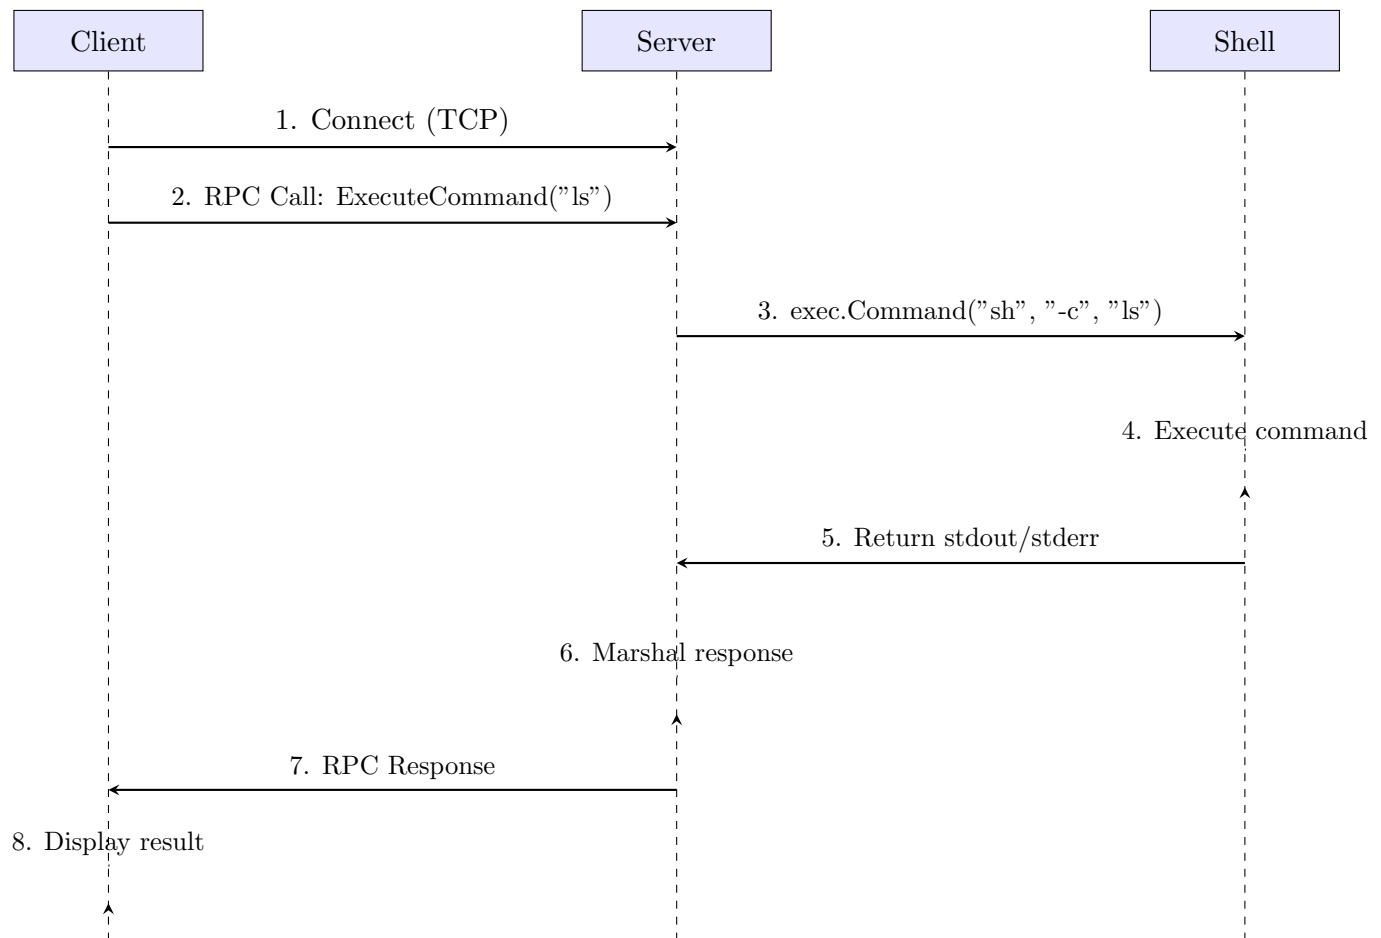 Client
Server
Shell
1. Connect (TCP)
2. RPC Call: ExecuteCommand(”ls”)
3. exec.Command(”sh”, ”-c”, ”ls”)
4. Execute command
5. Return stdout/stderr
6. Marshal response
7. RPC Response
8. Display result